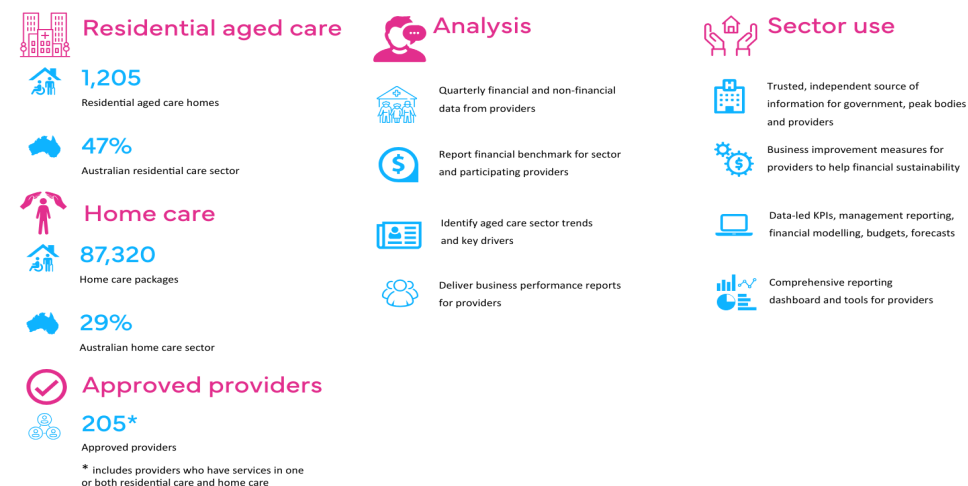 Residential aged care
1,205
Residential aged care homes
47%
Australian residential care sector
Home care
87,320
Home care packages
29%
Australian home care sector
Approved providers
205*
Approved providers
* includes providers who have services in one
or both residential care and home care
Analysis
Quarterly financial and non-financial
data from providers
$
Report financial benchmark for sector
and participating providers
Identify aged care sector trends
and key drivers
Deliver business performance reports
for providers
Sector use
H
Trusted, independent source of
information for government, peak bodies
and providers
$
Business improvement measures for
providers to help financial sustainability
Data-led KPIs, management reporting,
financial modelling, budgets, forecasts
Comprehensive reporting
dashboard and tools for providers